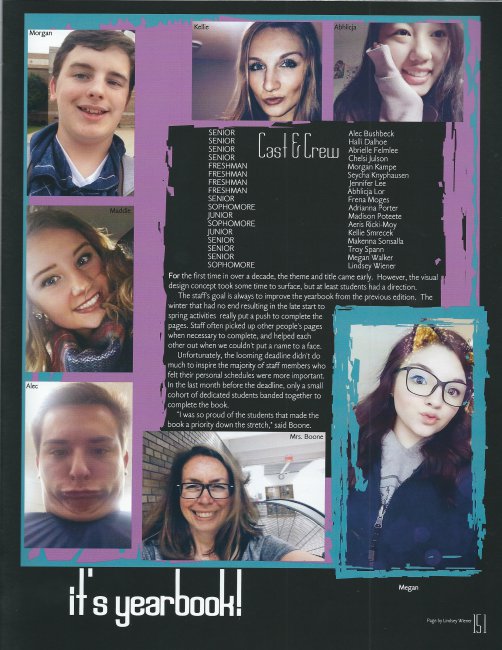 Morgan
Kellie
Abhlicja
SENIOR Alec Bushbeck
SENIOR Halli Dalhoe
SENIOR Abrielle Felmlee
SENIOR Chelsi Julson
FRESHMAN Morgan Kampe
FRESHMAN Seycha Knyphausen
FRESHMAN Jennifer Lee
FRESHMAN Abhlicja Lor
SENIOR Frena Moges
SOPHOMORE Adrianna Porter
JUNIOR Madison Poteete
SOPHOMORE Aeris Ricki-Moy
JUNIOR Kellie Smrecek
SENIOR Makenna Sonsalla
SENIOR Troy Spann
SENIOR Megan Walker
SOPHOMORE Lindsey Wiener
Cast & Crew
Maddie
For the first time in over a decade, the theme and title came early. However, the visual
design concept took some time to surface, but at least students had a direction.
The staff's goal is always to improve the yearbook from the previous edition. The
winter that had no end resulting in the late start to
spring activities really put a push to complete the
pages. Staff often picked up other people's pages
when necessary to complete, and helped each
other out when we couldn't put a name to a face.
Unfortunately, the looming deadline didn't do
much to inspire the majority of staff members who
felt their personal schedules were more important.
In the last month before the deadline, only a small
cohort of dedicated students banded together to
complete the book.
"I was so proud of the students that made the
book a priority down the stretch," said Boone.
Alec
Mrs. Boone
Megan
it's yearbook!
Page by Lindsey Wiener
151